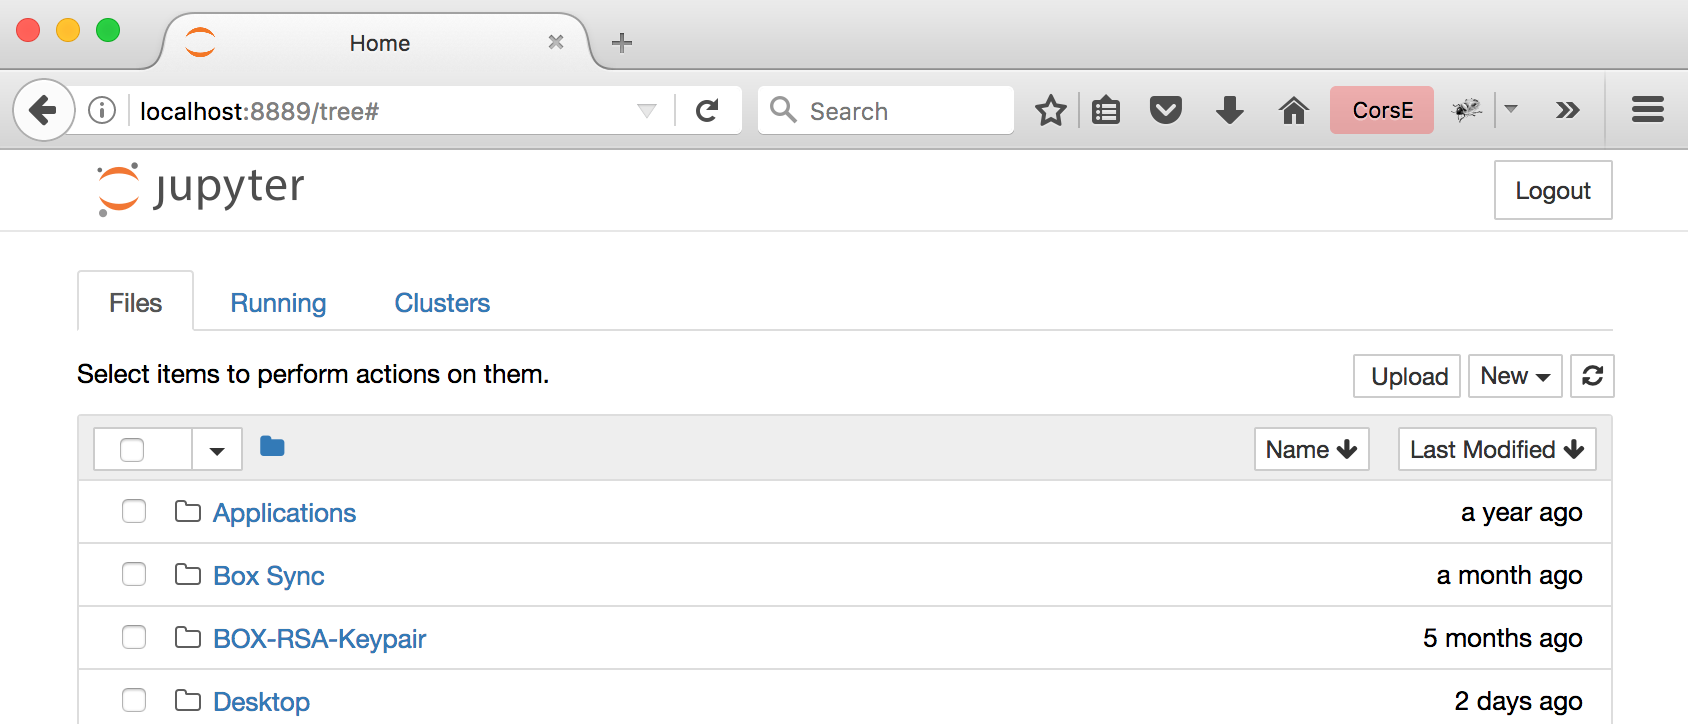 Home
localhost:8889/tree#
Search
CorsE
jupyter
Logout
Files Running Clusters
Select items to perform actions on them.
Upload New
Name Last Modified
Applications a year ago
Box Sync a month ago
BOX-RSA-Keypair 5 months ago
Desktop 2 days ago